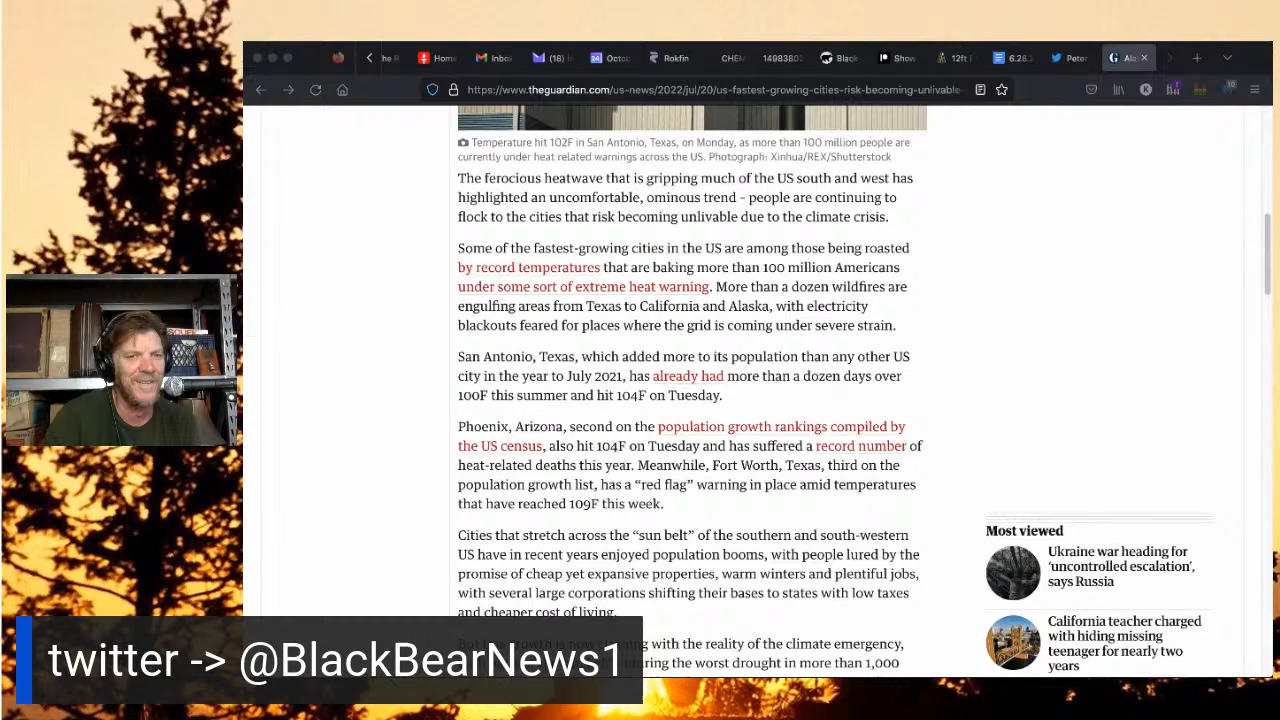 he R
Home
Inbo
(18) I
Octo
Rokfin
CHEM
14983803
Black
Show
12ft |
6.28.
Peter
Ala
https://www.theguardian.com/us-news/2022/jul/20/us-fastest-growing-cities-risk-becoming-unlivable-
Temperature hit 102F in San Antonio, Texas, on Monday, as more than 100 million people are
currently under heat related warnings across the US. Photograph: Xinhua/REX/Shutterstock
The ferocious heatwave that is gripping much of the US south and west has
highlighted an uncomfortable, ominous trend – people are continuing to
flock to the cities that risk becoming unlivable due to the climate crisis.
Some of the fastest-growing cities in the US are among those being roasted
by record temperatures that are baking more than 100 million Americans
under some sort of extreme heat warning. More than a dozen wildfires are
engulfing areas from Texas to California and Alaska, with electricity
blackouts feared for places where the grid is coming under severe strain.
San Antonio, Texas, which added more to its population than any other US
city in the year to July 2021, has already had more than a dozen days over
100F this summer and hit 104F on Tuesday.
Phoenix, Arizona, second on the population growth rankings compiled by
the US census, also hit 104F on Tuesday and has suffered a record number of
heat-related deaths this year. Meanwhile, Fort Worth, Texas, third on the
population growth list, has a “red flag” warning in place amid temperatures
that have reached 109F this week.
Cities that stretch across the “sun belt” of the southern and south-western
US have in recent years enjoyed population booms, with people lured by the
promise of cheap yet expansive properties, warm winters and plentiful jobs,
with several large corporations shifting their bases to states with low taxes
and cheaper cost of living.
with the reality of the climate emergency,
the worst drought in more than 1,000
Most viewed
Ukraine war heading for
‘uncontrolled escalation’,
says Russia
California teacher charged
with hiding missing
teenager for nearly two
years
twitter -> @BlackBearNews1